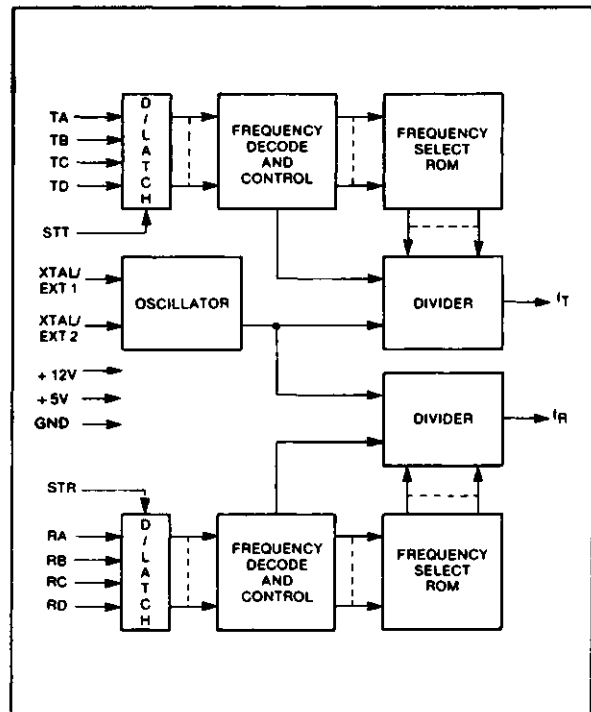 TA
TB
TC
TD
STT
D/LATCH
FREQUENCY
DECODE
AND
CONTROL
FREQUENCY
SELECT
ROM
XTAL/
EXT 1
XTAL/
EXT 2
OSCILLATOR
DIVIDER
fT
+ 12V
+ 5V
GND
DIVIDER
fR
STR
RA
RB
RC
RD
D/LATCH
FREQUENCY
DECODE
AND
CONTROL
FREQUENCY
SELECT
ROM